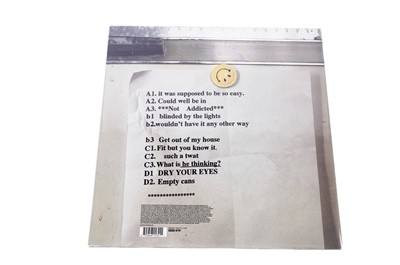 A1. it was supposed to be so easy.
A2. Could well be in
A3. ***Not Addicted***
b1 blinded by the lights
b2.wouldn't have it any other way
b3 Get out of my house
C1. Fit but you know it.
C2. such a twat
C3. What is he thinking?
D1 DRY YOUR EYES
D2. Empty cans
****************